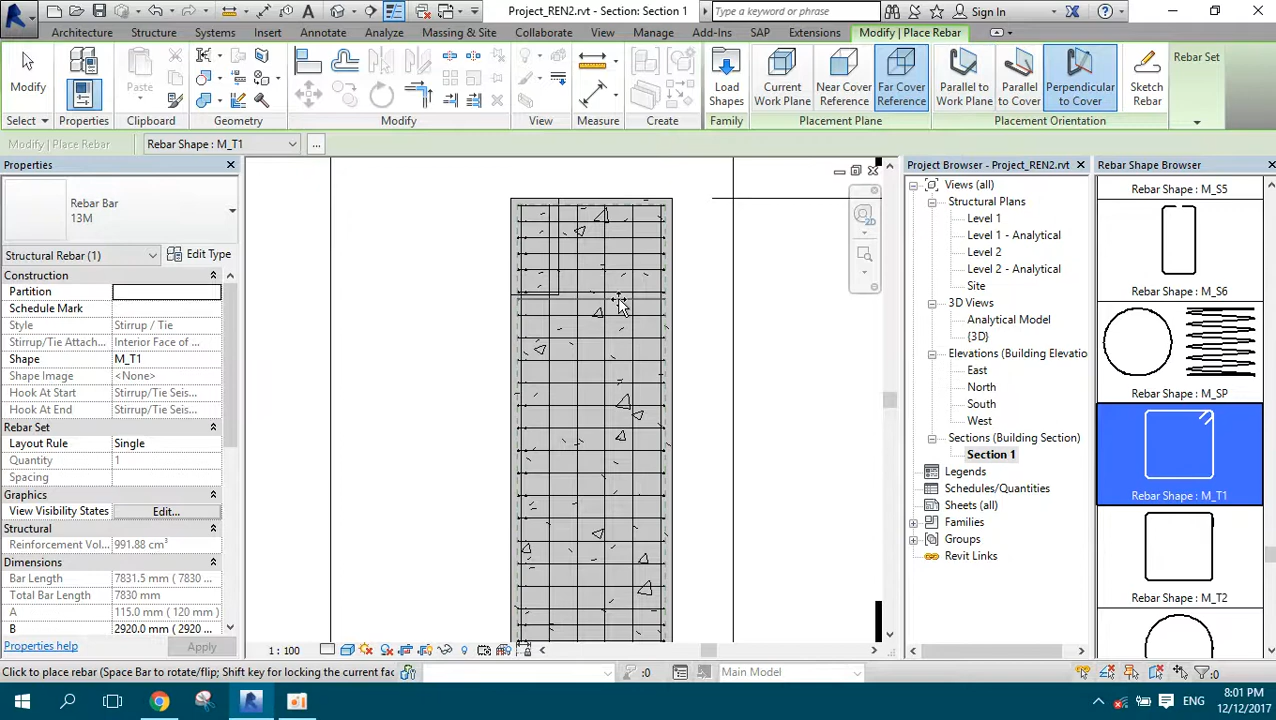 Project_REN2.rvt - Section: Section 1
Type a keyword or phrase
Sign In
Architecture Structure Systems Insert Annotate Analyze Massing & Site Collaborate View Manage Add-Ins SAP Extensions Modify | Place Rebar
Modify
Paste
Load Shapes
Current Work Plane
Near Cover Reference
Far Cover Reference
Parallel to Work Plane
Parallel to Cover
Perpendicular to Cover
Sketch Rebar
Rebar Set
Select Properties Clipboard Geometry Modify View Measure Create Family Placement Plane Placement Orientation
Modify | Place Rebar
Rebar Shape : M_T1
...
Properties
Rebar Bar
13M
Structural Rebar (1)
Edit Type
Construction
Partition
Schedule Mark
Style Stirrup / Tie
Stirrup/Tie Attach... Interior Face of ...
Shape M_T1
Shape Image <None>
Hook At Start Stirrup/Tie Seis...
Hook At End Stirrup/Tie Seis...
Rebar Set
Layout Rule Single
Quantity 1
Spacing
Graphics
View Visibility States Edit...
Structural
Reinforcement Vol... 991.88 cm³
Dimensions
Bar Length 7831.5 mm (7830 ...
Total Bar Length 7830 mm
A 115.0 mm (120 mm)
B 2920.0 mm (2920 ...
Properties help
Apply
2D
Project Browser - Project_REN2.rvt
Views (all)
Structural Plans
Level 1
Level 1 - Analytical
Level 2
Level 2 - Analytical
Site
3D Views
Analytical Model
{3D}
Elevations (Building Elevatio
East
North
South
West
Sections (Building Section)
Section 1
Legends
Schedules/Quantities
Sheets (all)
Families
Groups
Revit Links
Rebar Shape Browser
Rebar Shape : M_S5
Rebar Shape : M_S6
Rebar Shape : M_SP
Rebar Shape : M_T1
Rebar Shape : M_T2
1 : 100
Click to place rebar (Space Bar to rotate/flip; Shift key for locking the current fac
:0
Main Model
:0
ENG
8:01 PM
12/12/2017